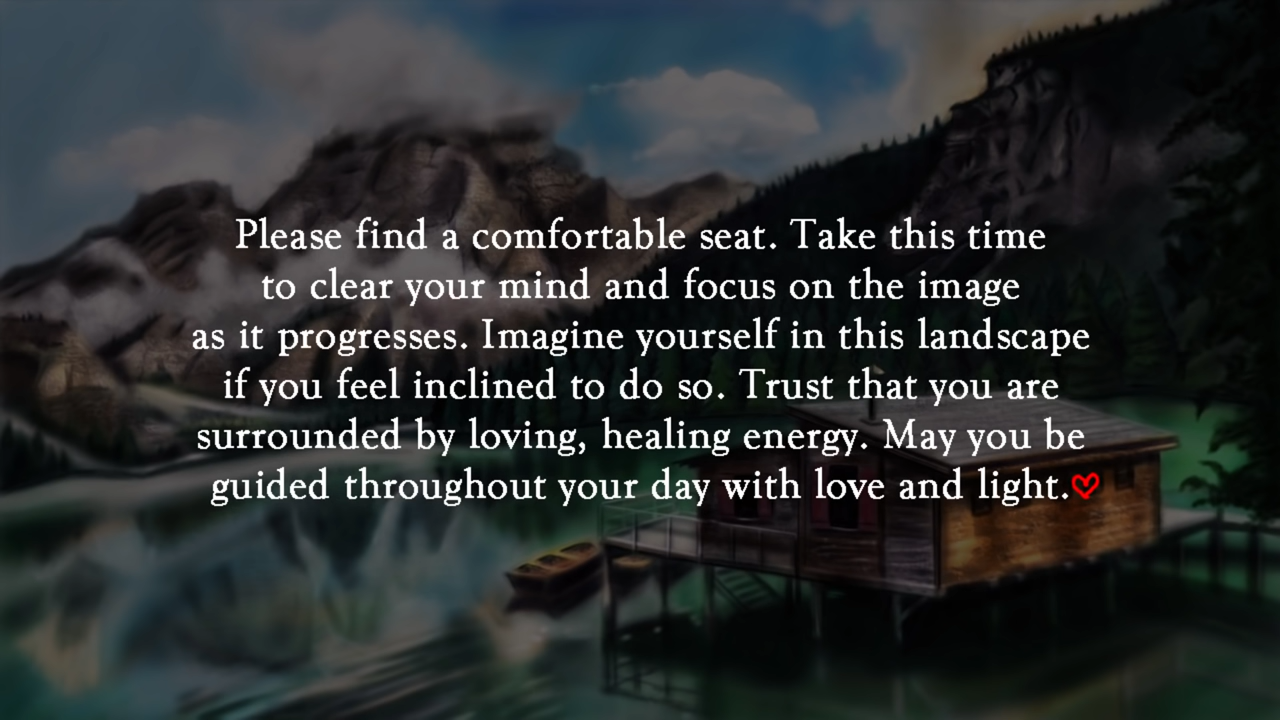 Please find a comfortable seat. Take this time
to clear your mind and focus on the image
as it progresses. Imagine yourself in this landscape
if you feel inclined to do so. Trust that you are
surrounded by loving, healing energy. May you be
guided throughout your day with love and light.